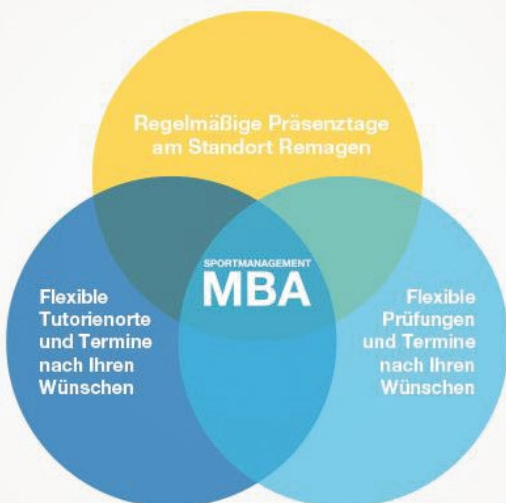 Regelmäßige Präsenztage
am Standort Remagen
SPORTMANAGEMENT
MBA
Flexible
Tutorienorte
und Termine
nach Ihren
Wünschen
Flexible
Prüfungen
und Termine
nach Ihren
Wünschen